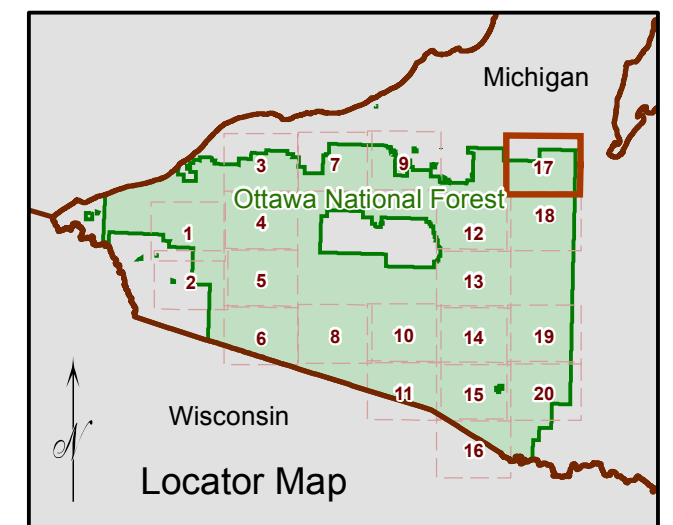 Michigan
3 7 9 17
Ottawa National Forest
1 4 12 18
2 5 13
6 8 10 14 19
11 15 20
Wisconsin
16
N
Locator Map